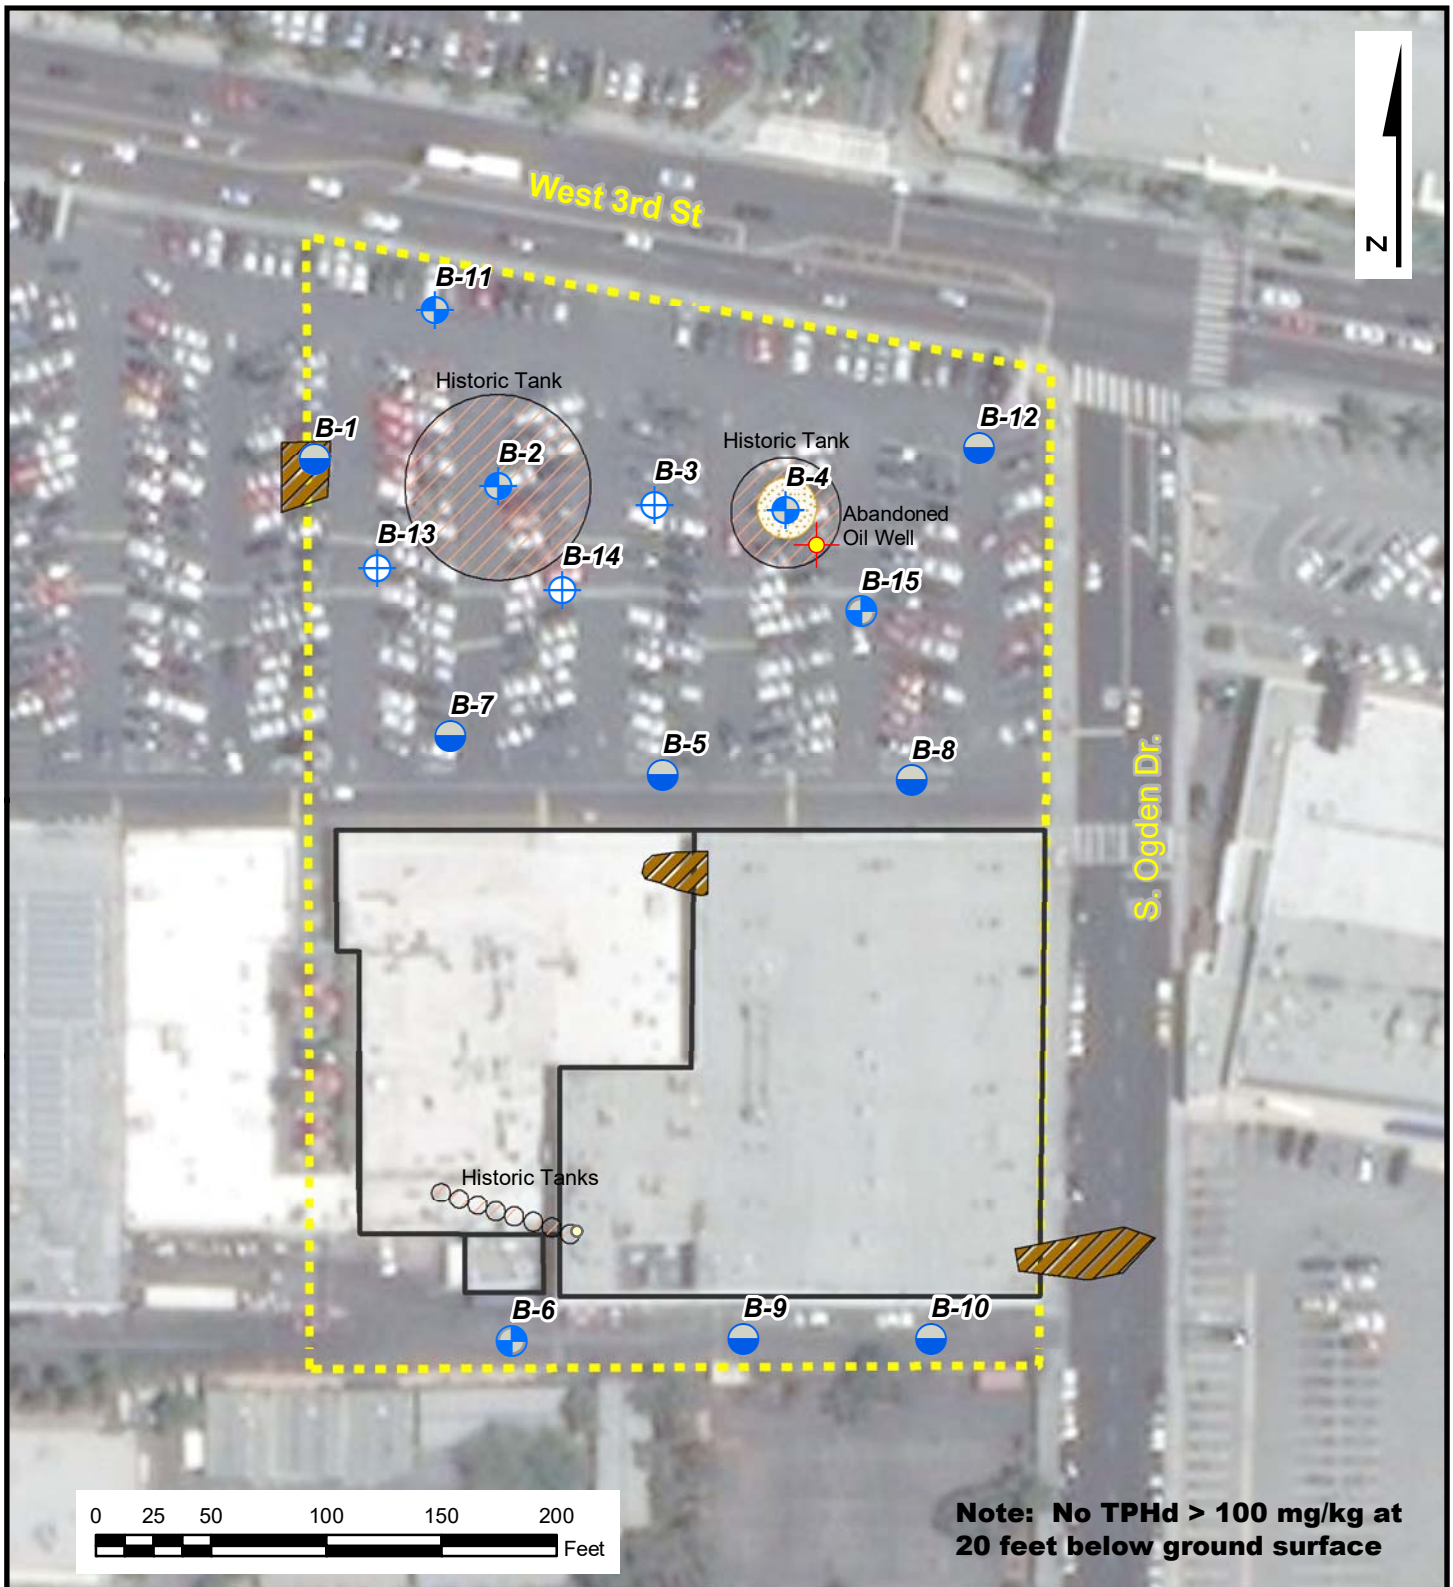 West 3rd St
N
B-11
Historic Tank
B-1
B-2
B-3
Historic Tank
B-4
B-12
Abandoned
Oil Well
B-13
B-14
B-15
B-7
B-5
B-8
S. Ogden Dr.
Historic Tanks
B-6
B-9
B-10
0 25 50 100 150 200
Feet
Note: No TPHd > 100 mg/kg at
20 feet below ground surface